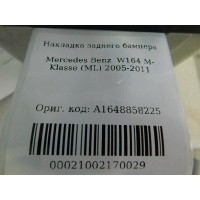 Накладка заднего бампера
Mercedes Benz W164 M-
Klasse (ML) 2005-2011
Ориг. код: A1648858225
00021002170029